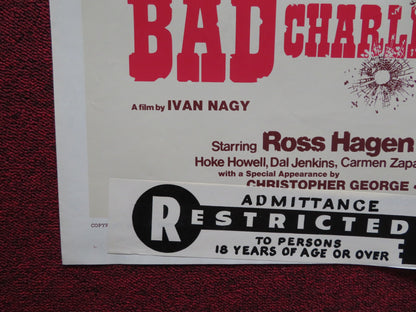 BAD CHARL
A film by IVAN NAGY
Starring Ross Hagen
Hoke Howell, Dal Jenkins, Carmen Zapa
with a Special Appearance by
CHRISTOPHER GEORGE
ADMITTANCE
RESTRICTED
TO PERSONS
18 YEARS OF AGE OR OVER
COPY